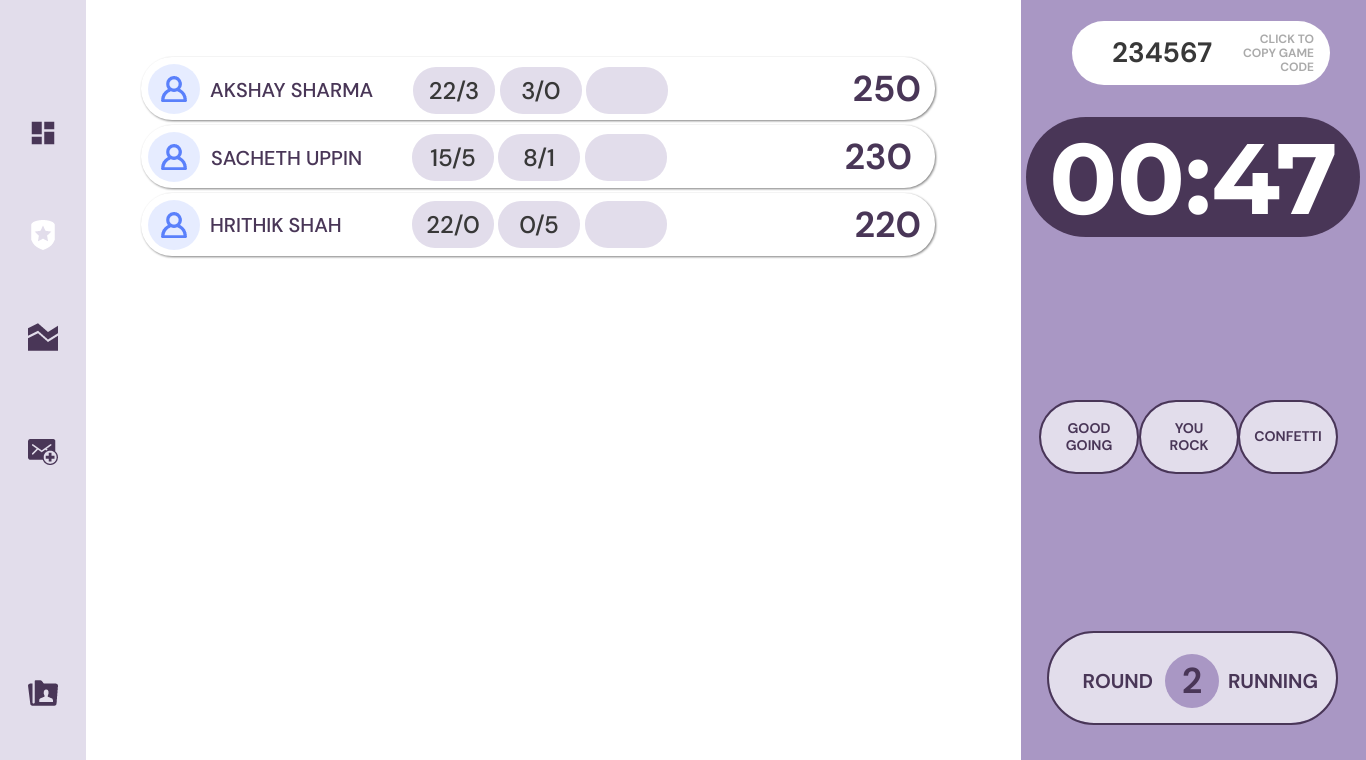 AKSHAY SHARMA 22/3 3/0 250
SACHETH UPPIN 15/5 8/1 230
HRITHIK SHAH 22/0 0/5 220
234567
CLICK TO
COPY GAME
CODE
00:47
GOOD
GOING
YOU
ROCK
CONFETTI
ROUND 2 RUNNING